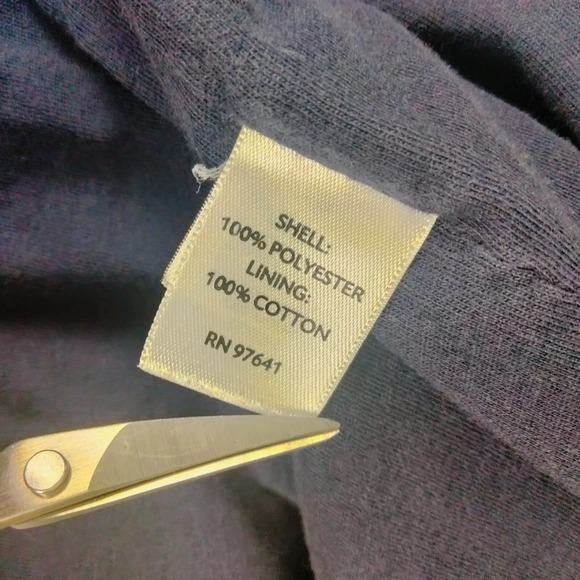 SHELL:
100% POLYESTER
LINING:
100% COTTON
RN 97641